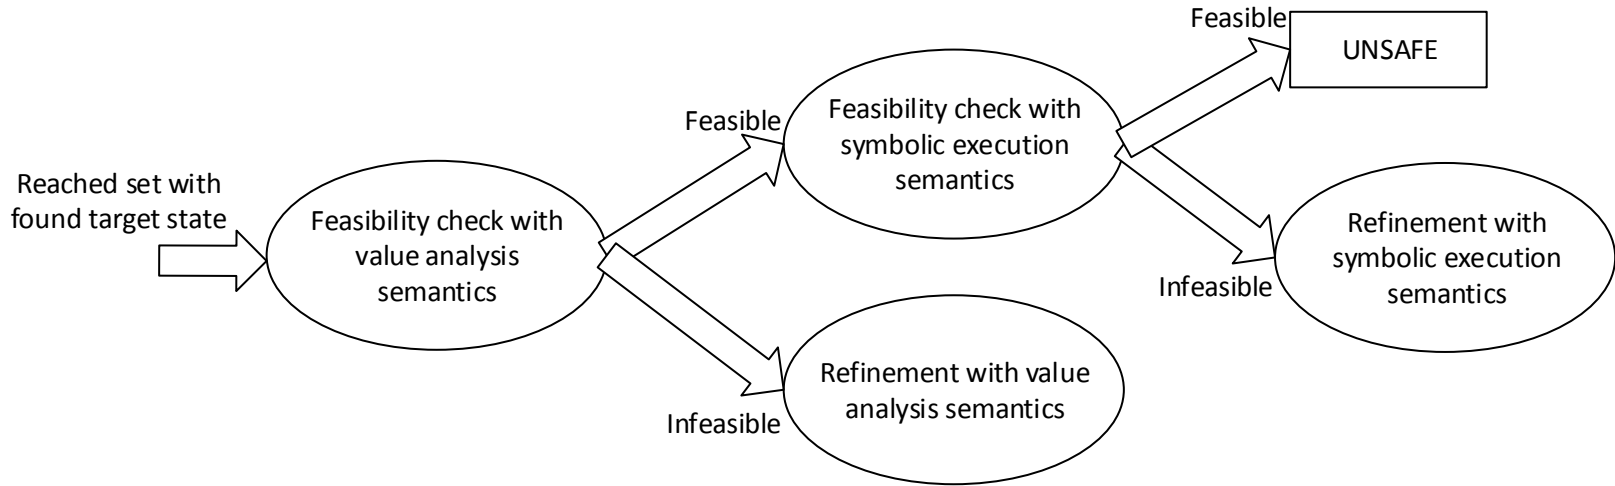 Reached set with
found target state
Feasibility check with
value analysis
semantics
Feasible
Infeasible
Feasibility check with
symbolic execution
semantics
Refinement with value
analysis semantics
Feasible
Infeasible
UNSAFE
Refinement with
symbolic execution
semantics